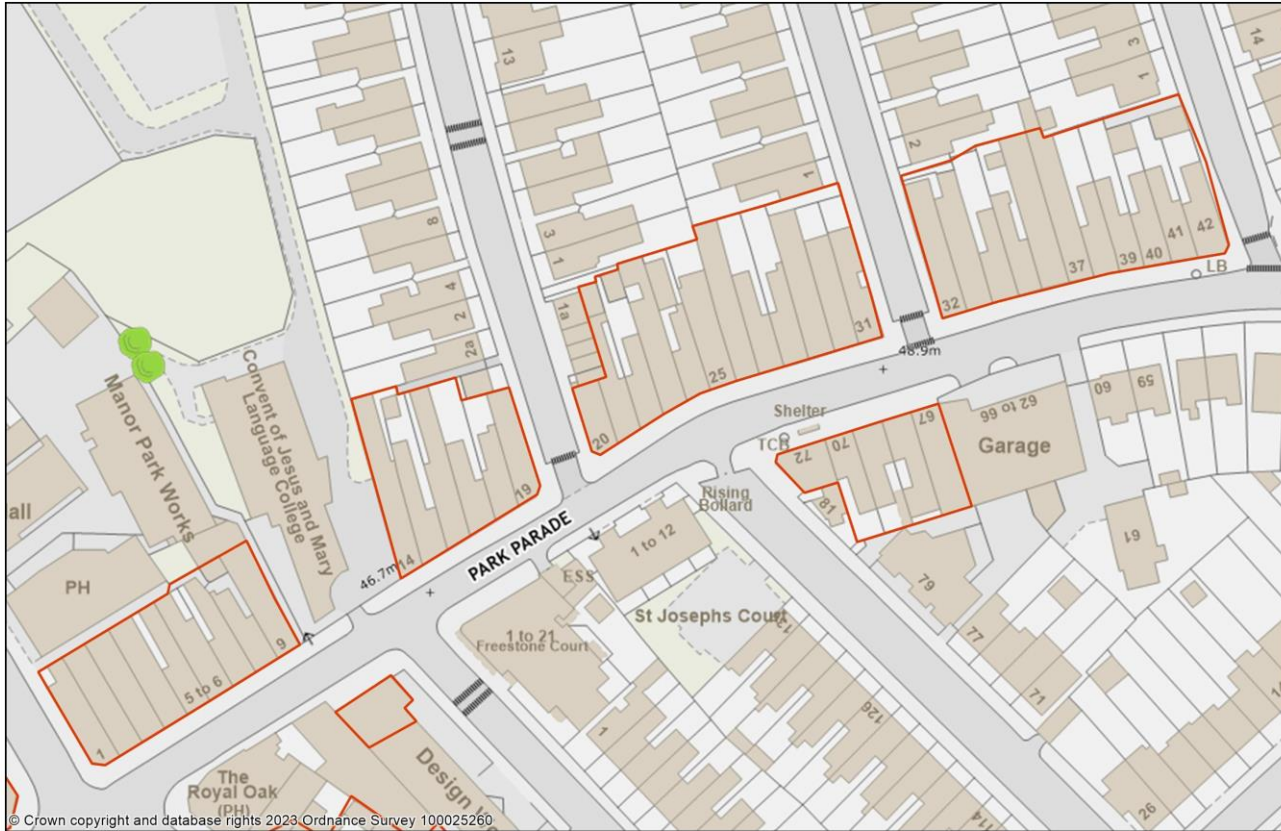 13
3
1
14
2
8
3
1
1
4
2
1a
2a
31
32
37
39
40
41
42
LB
48.9m
25
20
Shelter
TCB
72
70
67
62 to 66
60
59
Garage
61
81
79
77
71
Rising
Bollard
Manor Park Works
Convent of Jesus and Mary
Language College
all
PH
19
14
46.7m
PARK PARADE
1 to 12
ESS
St Josephs Court
1 to 21
Freestone Court
9
5 to 6
1
1
126
114
26
The
Royal Oak
(PH)
Design
© Crown copyright and database rights 2023 Ordnance Survey 100025260